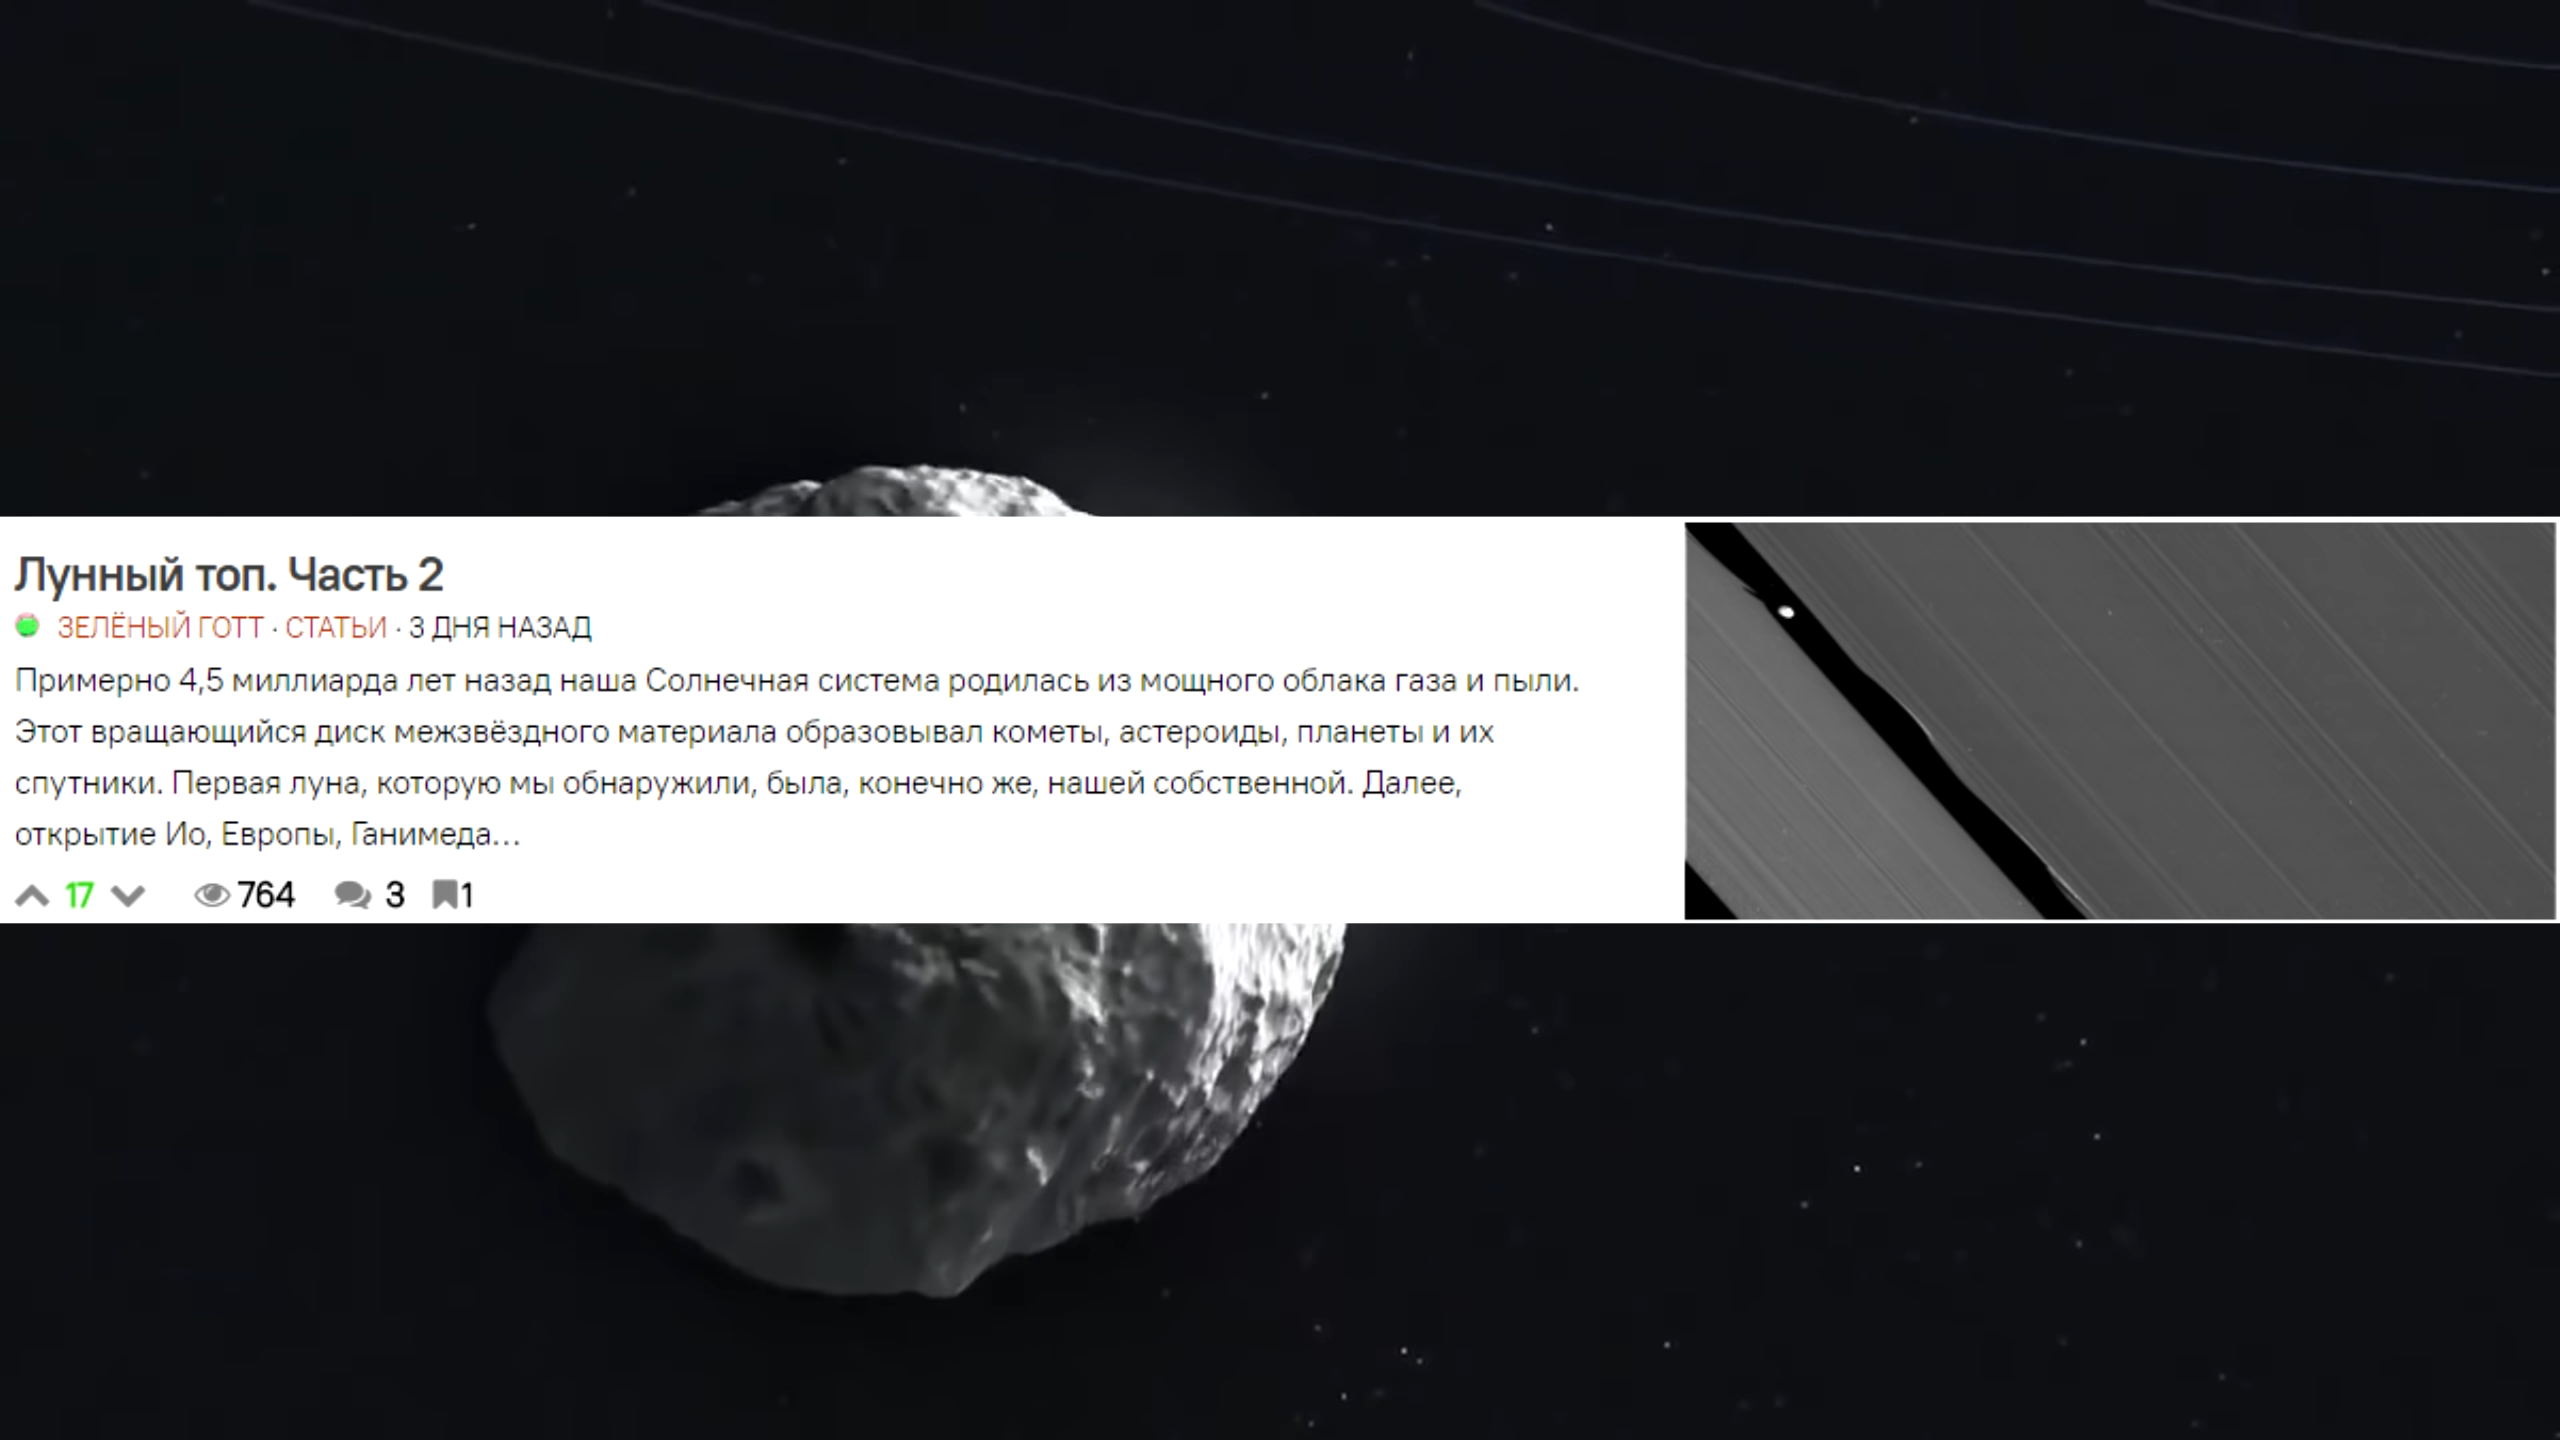 Лунный топ. Часть 2
ЗЕЛЁНЫЙ ГОТТ · СТАТЬИ · 3 ДНЯ НАЗАД
Примерно 4,5 миллиарда лет назад наша Солнечная система родилась из мощного облака газа и пыли.
Этот вращающийся диск межзвёздного материала образовывал кометы, астероиды, планеты и их
спутники. Первая луна, которую мы обнаружили, была, конечно же, нашей собственной. Далее,
открытие Ио, Европы, Ганимеда...
17 764 3 1